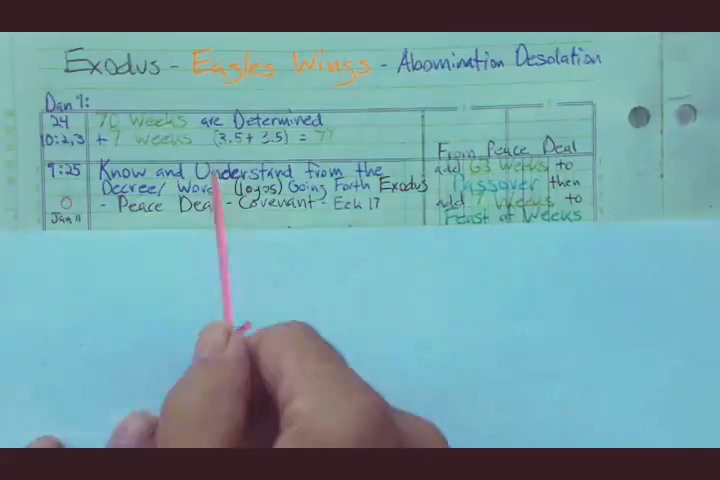 Exodus - Eagles Wings - Abomination Desolation
Dan 9:
24 70 Weeks are Determined
10:2,3 + 7 weeks (3.5 + 3.5) = 77
9:25 Know and Understand from the
Decree/ Word (logos) Going Forth Exodus
0 - Peace Deal - Covenant - Eek 17
Jan 11
From Peace Deal
add 63 Weeks to
Passover then
add 7 Weeks to
Feast of Weeks